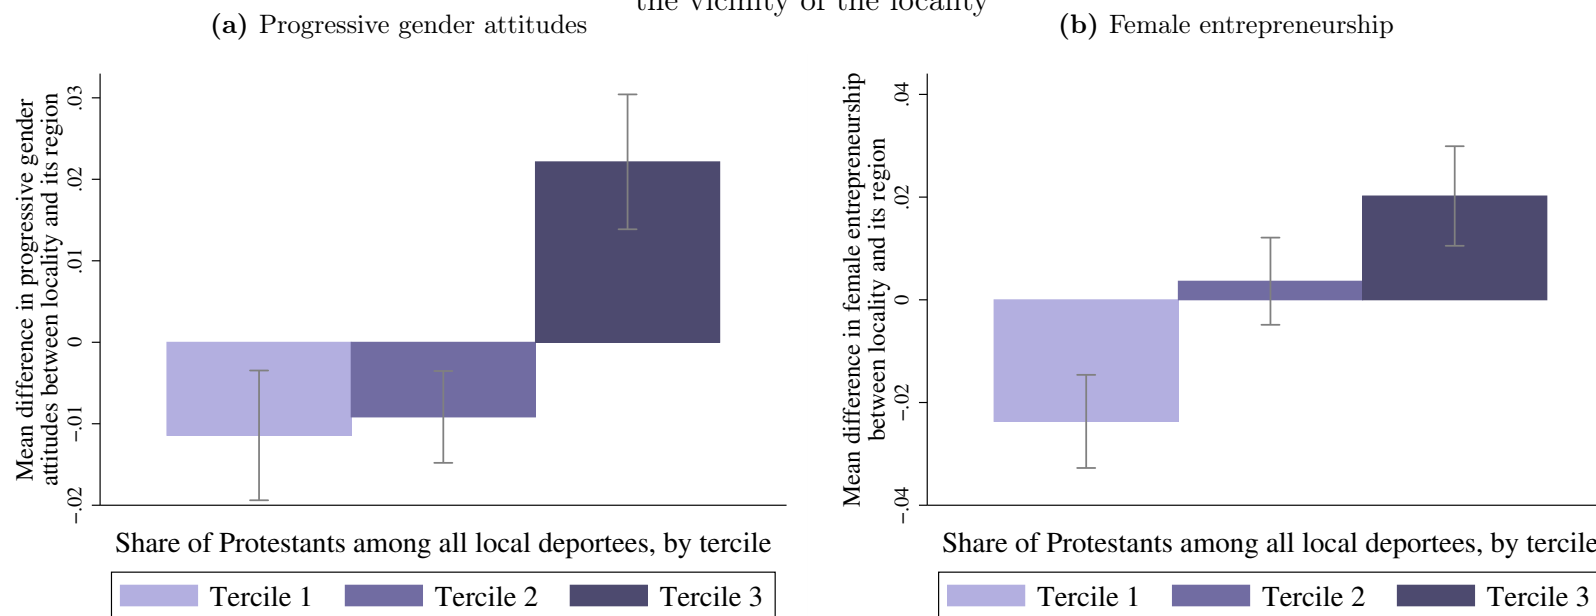 the vicinity of the locality
(a) Progressive gender attitudes
Mean difference in progressive gender
attitudes between locality and its region
.03
.02
.01
0
-.01
-.02
Share of Protestants among all local deportees, by tercile
Tercile 1 Tercile 2 Tercile 3
(b) Female entrepreneurship
Mean difference in female entrepreneurship
between locality and its region
.04
.02
0
-.02
-.04
Share of Protestants among all local deportees, by tercile
Tercile 1 Tercile 2 Tercile 3